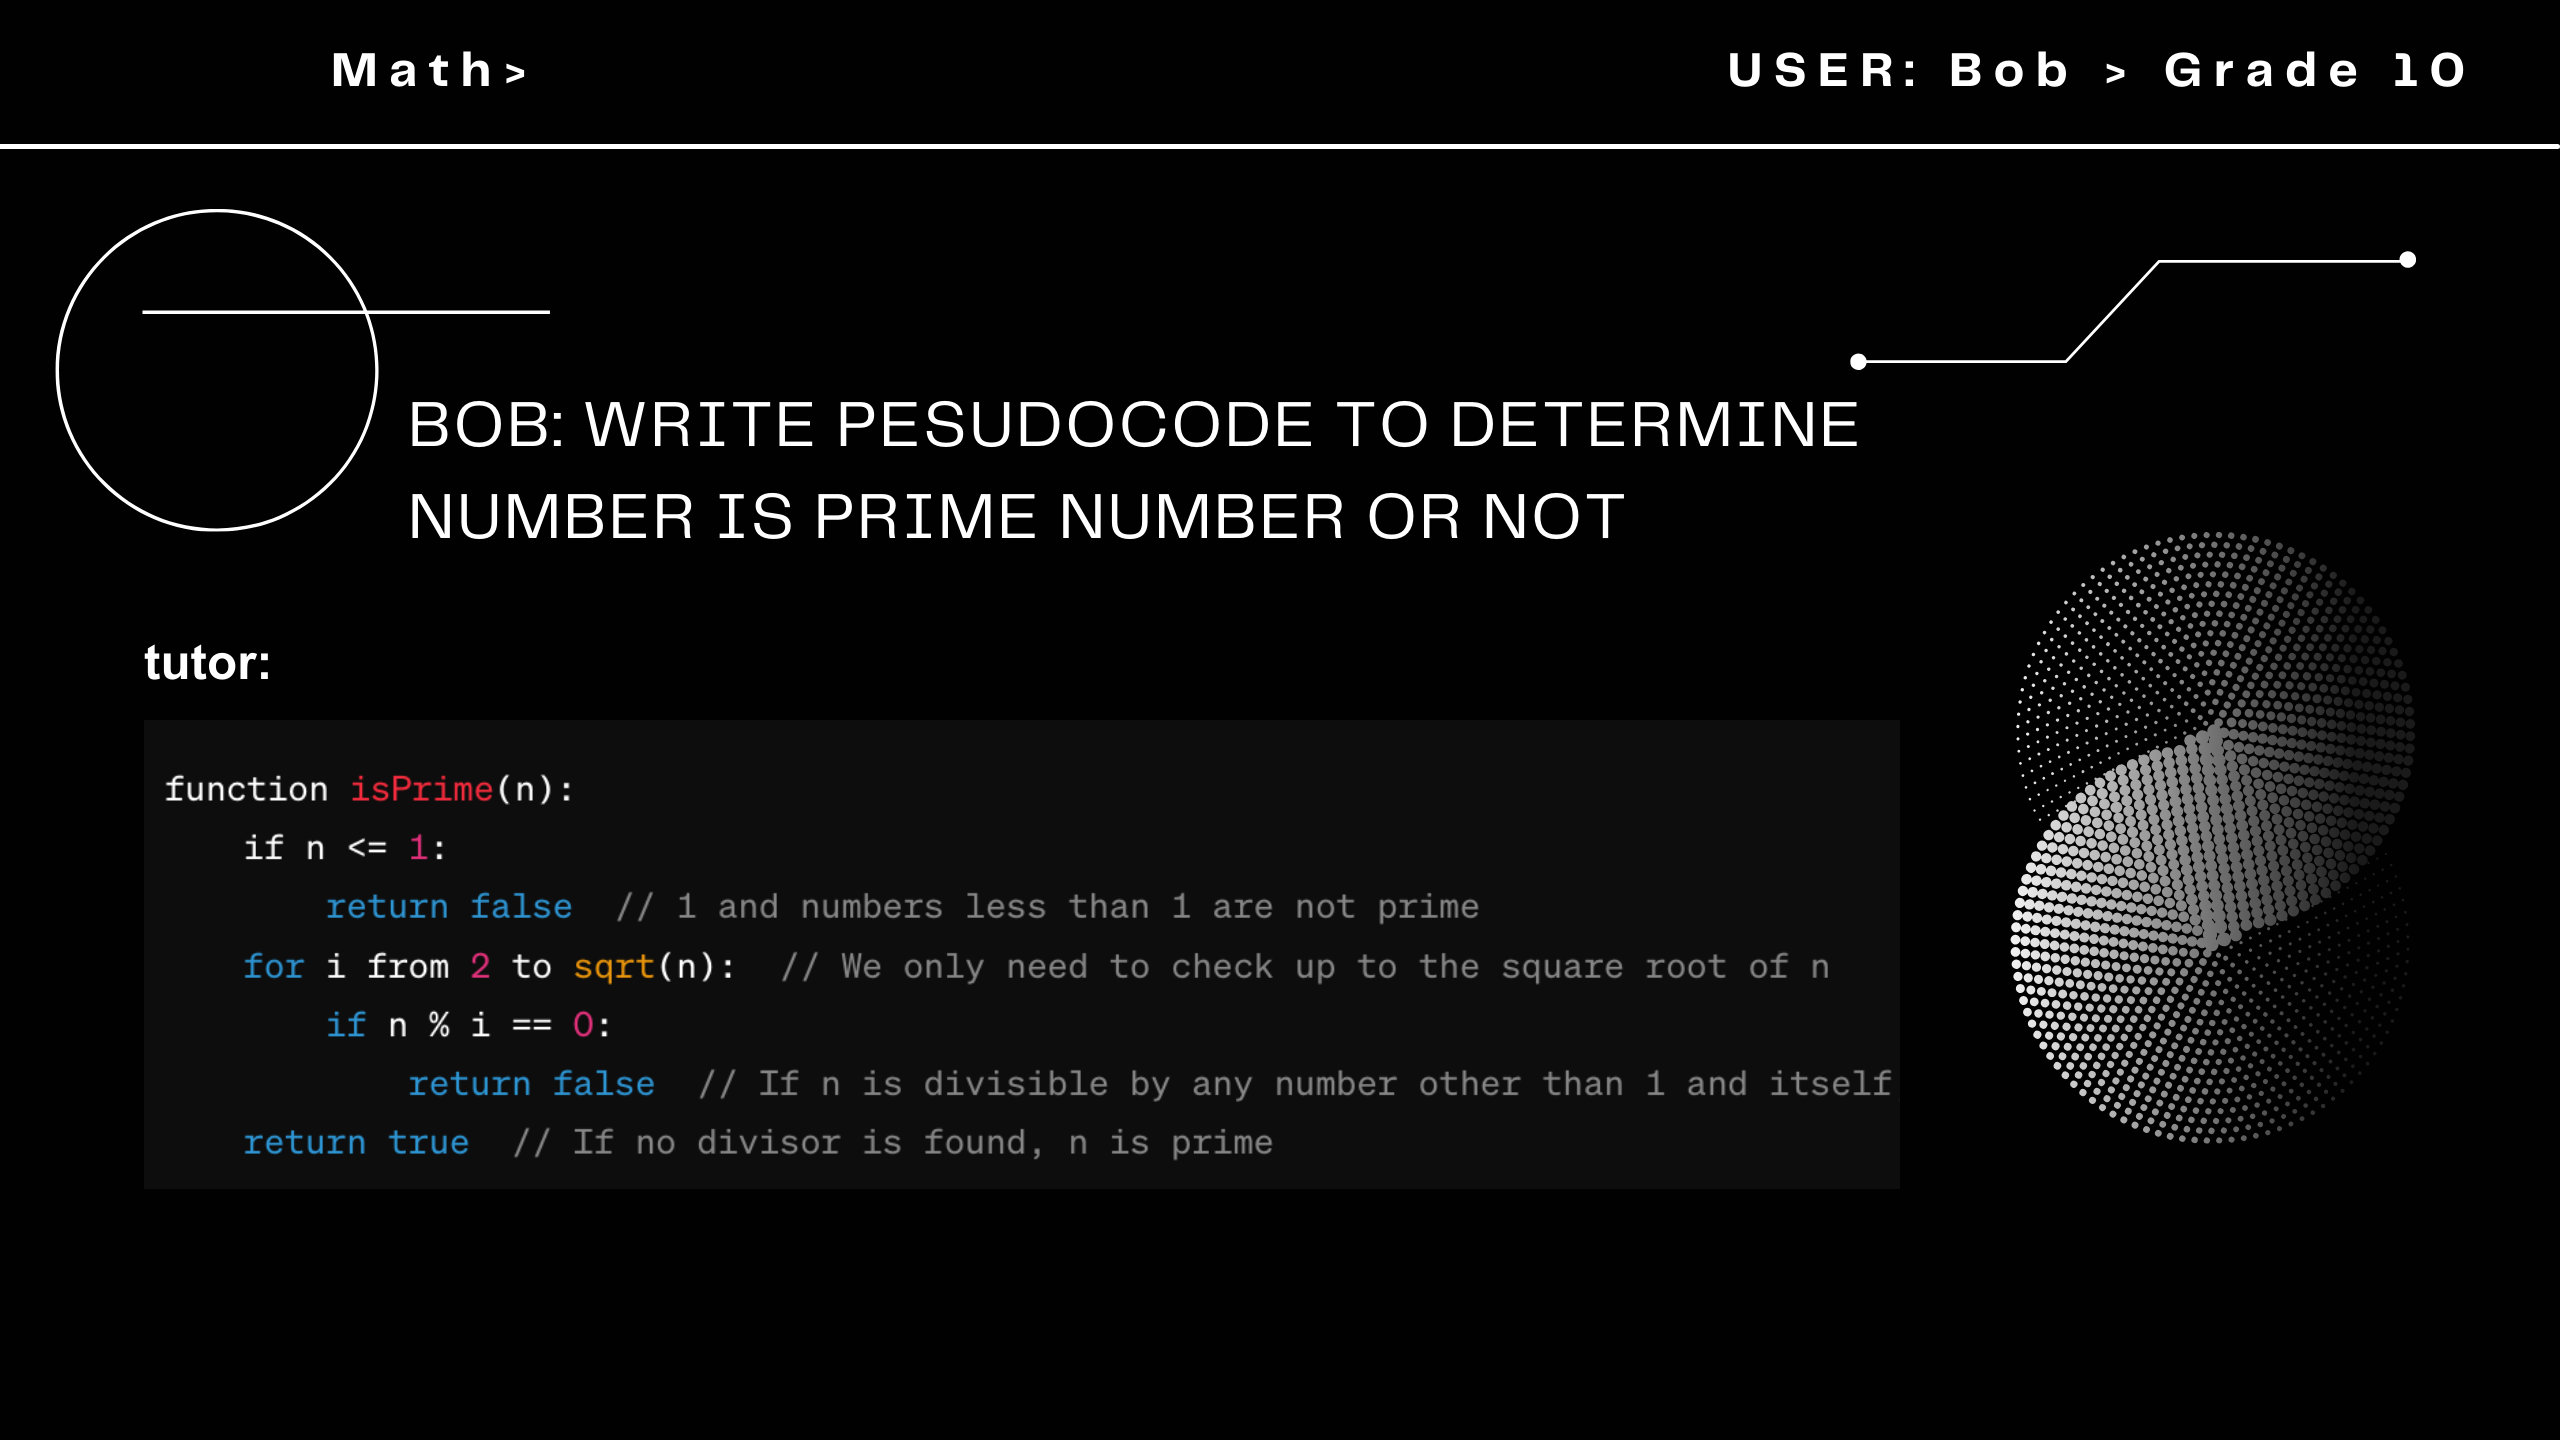 Math>
USER: Bob > Grade 10
BOB: WRITE PESUDOCODE TO DETERMINE
NUMBER IS PRIME NUMBER OR NOT
tutor:
function isPrime(n):
    if n <= 1:
        return false  // 1 and numbers less than 1 are not prime
    for i from 2 to sqrt(n):  // We only need to check up to the square root of n
        if n % i == 0:
            return false  // If n is divisible by any number other than 1 and itself
    return true  // If no divisor is found, n is prime